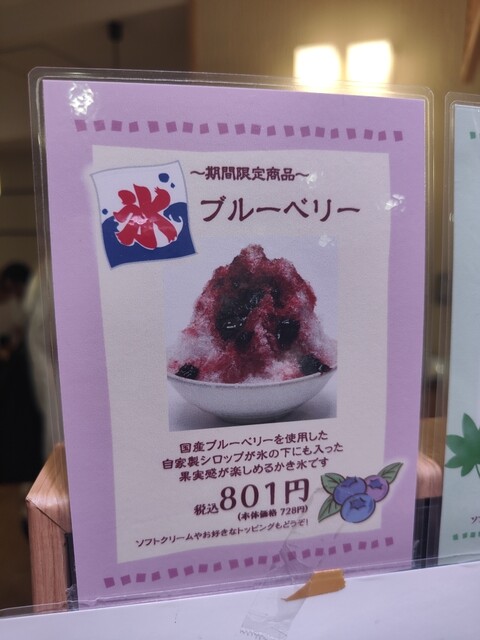 氷
～期間限定商品～
ブルーベリー
国産ブルーベリーを使用した
自家製シロップが氷の下にも入った
果実感が楽しめるかき氷です
税込801円
(本体価格 728円)
ソフトクリームやお好きなトッピングもどうぞ!